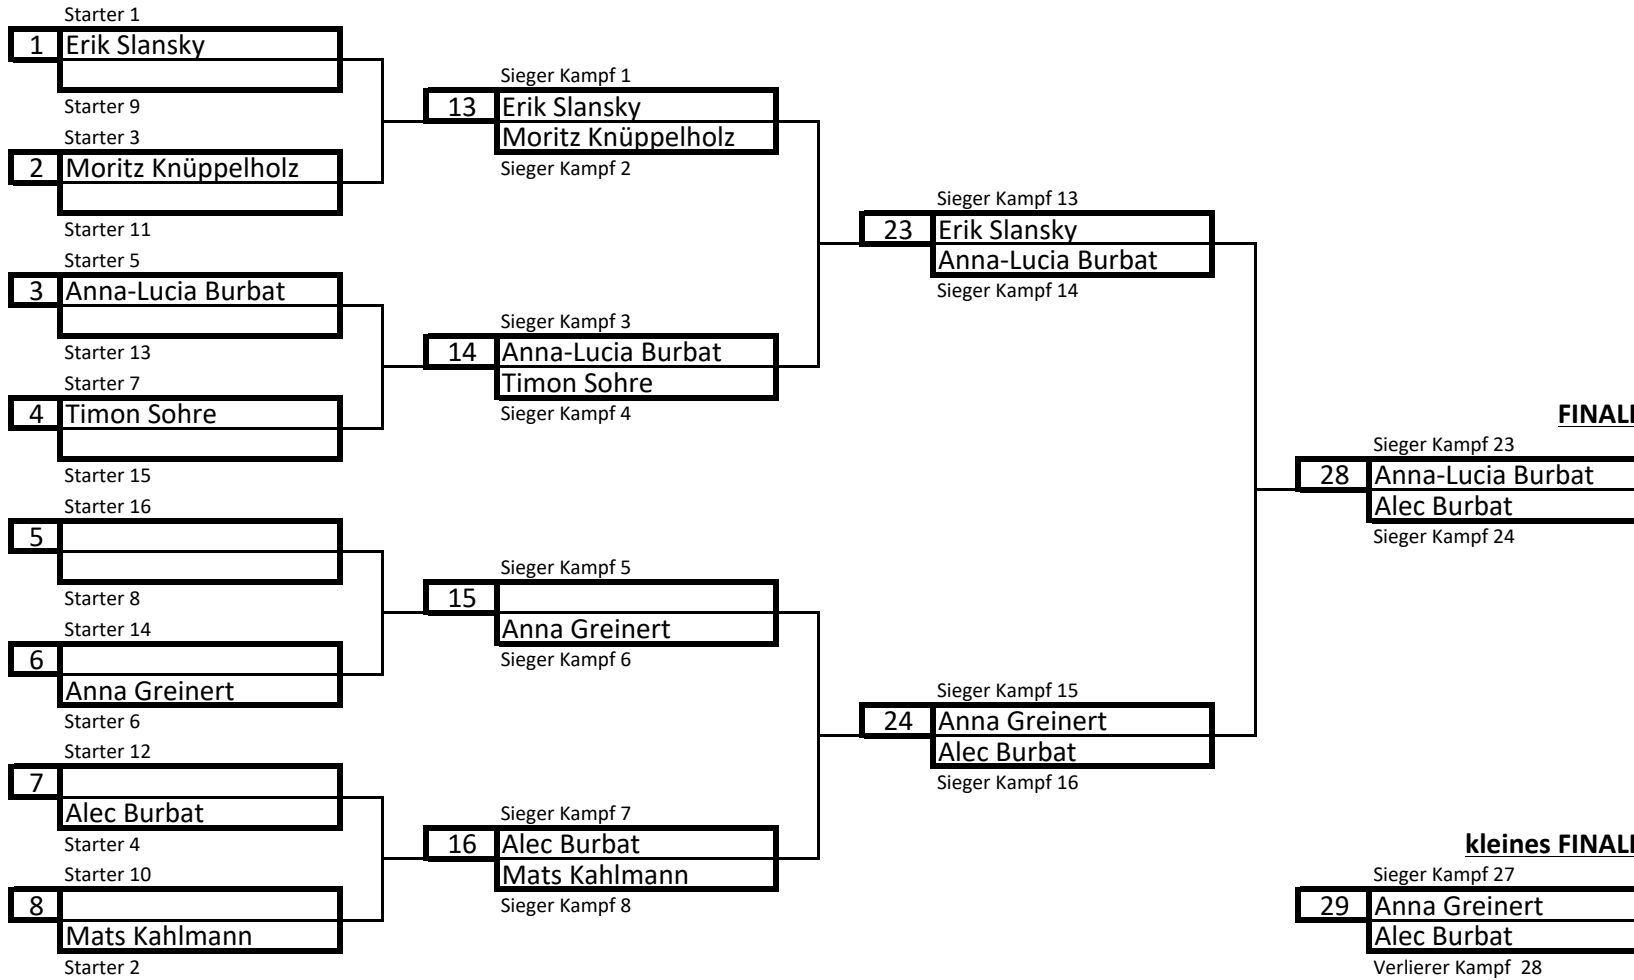 Starter 1
1 Erik Slansky
Starter 9
Starter 3
2 Moritz Knüppelholz
Starter 11
Starter 5
3 Anna-Lucia Burbat
Starter 13
Starter 7
4 Timon Sohre
Starter 15
Starter 16
5
Starter 8
Starter 14
6
Anna Greinert
Starter 6
Starter 12
7
Alec Burbat
Starter 4
Starter 10
8
Mats Kahlmann
Starter 2
Sieger Kampf 1
13 Erik Slansky
Moritz Knüppelholz
Sieger Kampf 2
Sieger Kampf 3
14 Anna-Lucia Burbat
Timon Sohre
Sieger Kampf 4
Sieger Kampf 5
15
Anna Greinert
Sieger Kampf 6
Sieger Kampf 7
16 Alec Burbat
Mats Kahlmann
Sieger Kampf 8
Sieger Kampf 13
23 Erik Slansky
Anna-Lucia Burbat
Sieger Kampf 14
Sieger Kampf 15
24 Anna Greinert
Alec Burbat
Sieger Kampf 16
FINALE
Sieger Kampf 23
28 Anna-Lucia Burbat
Alec Burbat
Sieger Kampf 24
kleines FINALE
Sieger Kampf 27
29 Anna Greinert
Alec Burbat
Verlierer Kampf 28